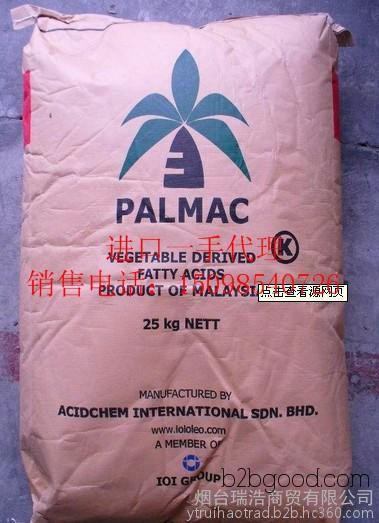 PALMAC
进口一手代理
VEGETABLE DERIVED
K
FATTY ACIDS
销售电话:15098540726
PRODUCT OF MALAYSIA
点击查看源网页
25 kg NETT
MANUFACTURED BY
ACIDCHEM INTERNATIONAL SDN. BHD.
www.ioioleo.com
A MEMBER OF
IOI GROUP
b2bgood.com
烟台瑞浩商贸有限公司
ytruihaotrad.b2b.hc360.com